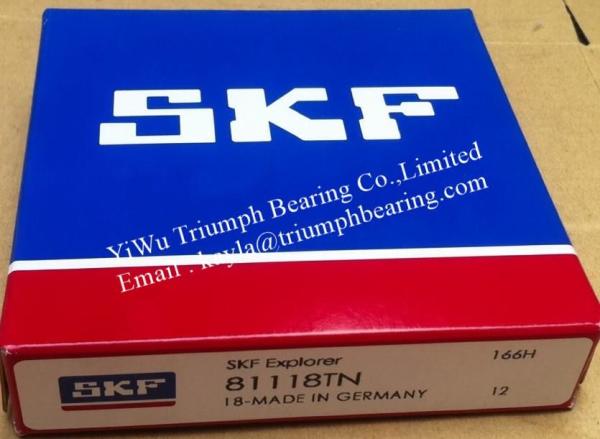 SKF
YiWu Triumph Bearing Co.,Limited
Email : kayla@triumphbearing.com
SKF Explorer
166H
SKF
81118TN
18-MADE IN GERMANY
12